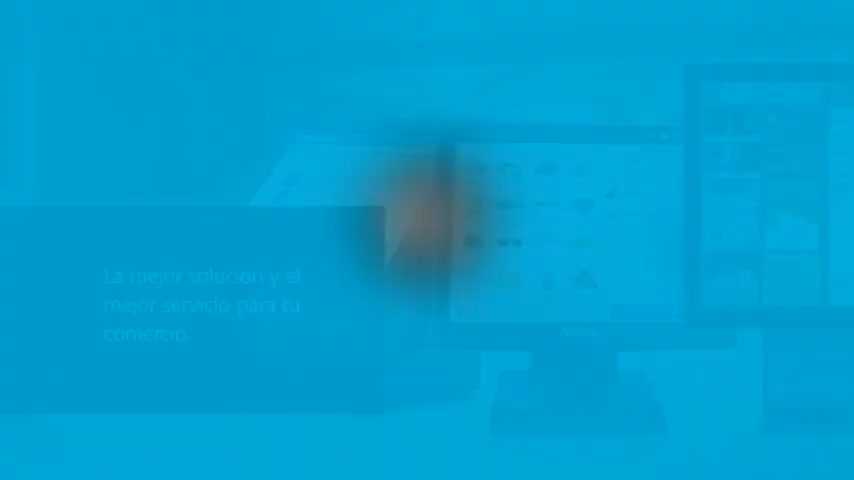 La mejor solución y el
mejor servicio para tu
comercio.